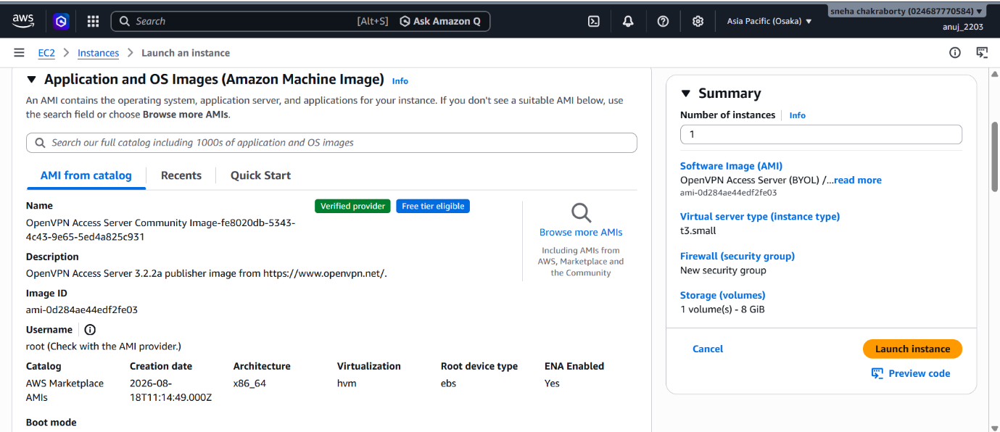 aws
Search
[Alt+S]
Ask Amazon Q
Asia Pacific (Osaka) ▼
sneha chakraborty (024687770584) ▼
anuj_2203
EC2 > Instances > Launch an instance
▼ Application and OS Images (Amazon Machine Image) Info
An AMI contains the operating system, application server, and applications for your instance. If you don't see a suitable AMI below, use
the search field or choose Browse more AMIs.
Search our full catalog including 1000s of application and OS images
AMI from catalog
Recents
Quick Start
Name
Verified provider
Free tier eligible
OpenVPN Access Server Community Image-fe8020db-5343-
4c43-9e65-5ed4a825c931
Description
OpenVPN Access Server 3.2.2a publisher image from https://www.openvpn.net/.
Image ID
ami-0d284ae44edf2fe03
Username
root (Check with the AMI provider.)
Catalog
AWS Marketplace
AMIs
Creation date
2026-08-
18T11:14:49.000Z
Architecture
x86_64
Virtualization
hvm
Root device type
ebs
ENA Enabled
Yes
Boot mode
Browse more AMIs
Including AMIs from
AWS, Marketplace and
the Community
▼ Summary
Number of instances
Info
1
Software Image (AMI)
OpenVPN Access Server (BYOL) /...read more
ami-0d284ae44edf2fe03
Virtual server type (instance type)
t3.small
Firewall (security group)
New security group
Storage (volumes)
1 volume(s) - 8 GiB
Cancel
Launch instance
Preview code